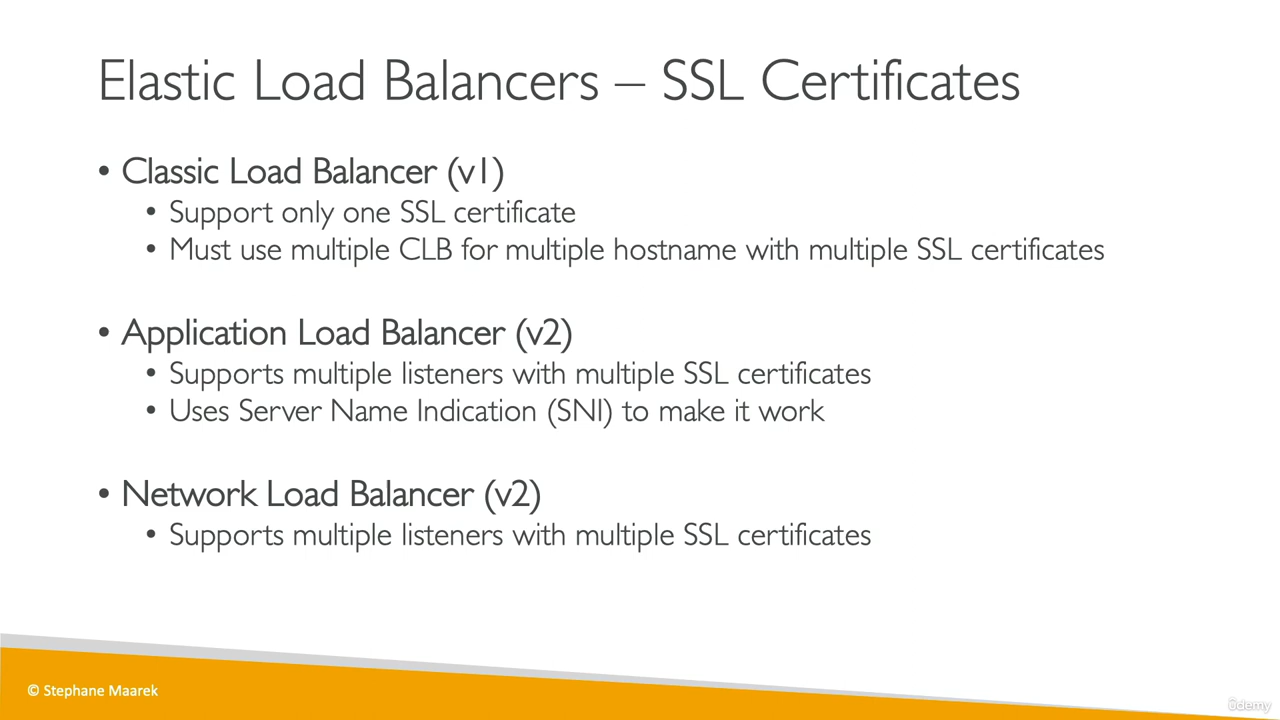 Elastic Load Balancers – SSL Certificates
• Classic Load Balancer (v1)
• Support only one SSL certificate
• Must use multiple CLB for multiple hostname with multiple SSL certificates
• Application Load Balancer (v2)
• Supports multiple listeners with multiple SSL certificates
• Uses Server Name Indication (SNI) to make it work
• Network Load Balancer (v2)
• Supports multiple listeners with multiple SSL certificates
© Stephane Maarek
ûdemy